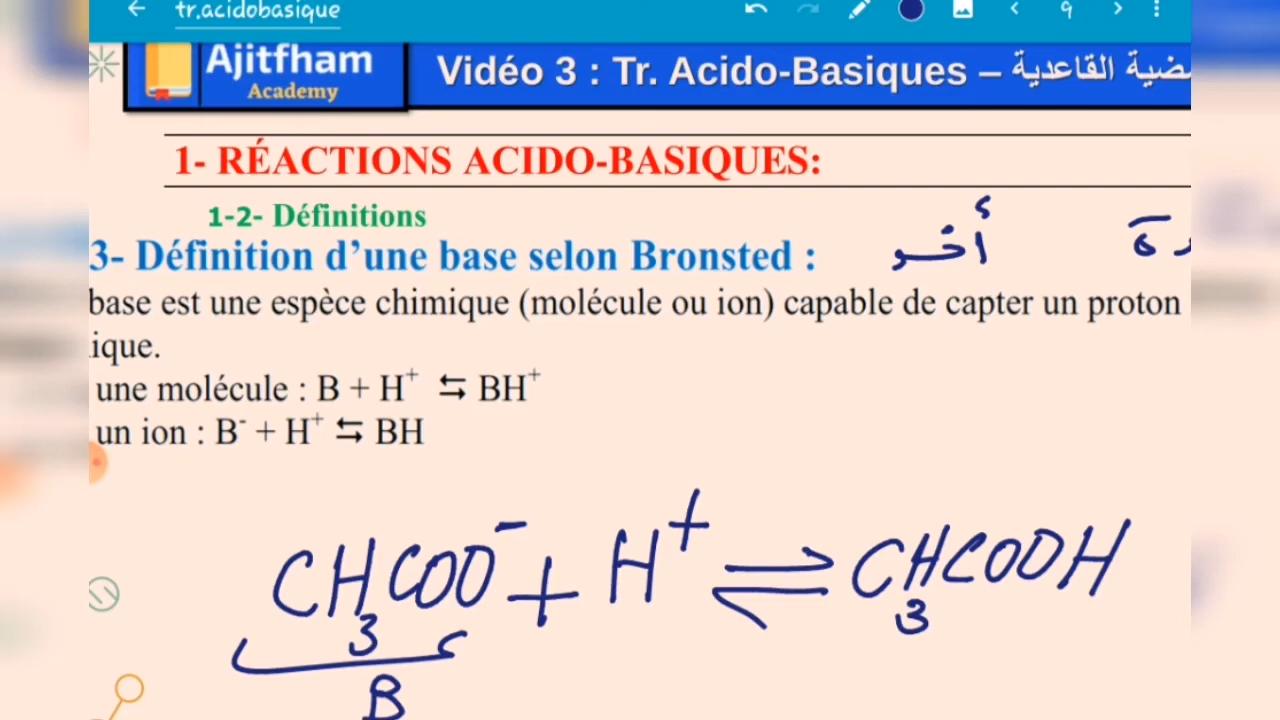 tr.acidobasique
٩
Ajitfham
Academy
Vidéo 3 : Tr. Acido-Basiques – ضية القاعدية
1- RÉACTIONS ACIDO-BASIQUES:
1-2- Définitions
3- Définition d’une base selon Bronsted :
base est une espèce chimique (molécule ou ion) capable de capter un proton
ique.
une molécule : B + H⁺ ⇆ BH⁺
un ion : B⁻ + H⁺ ⇆ BH
CH₃COO⁻ + H⁺ ⇌ CH₃COOH
B